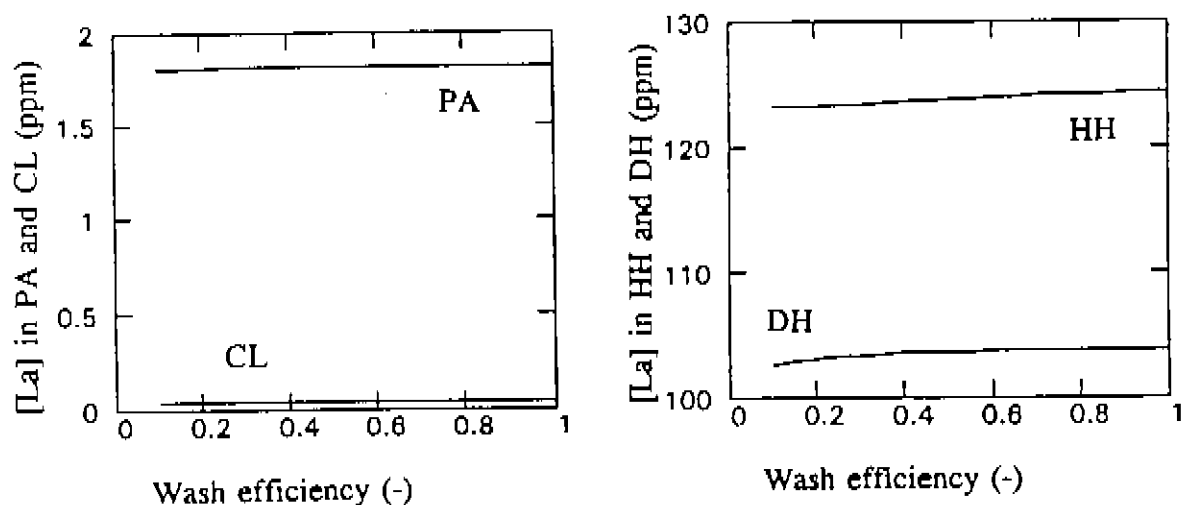 [La] in PA and CL (ppm)
2
1.5
1
0.5
0
PA
CL
0
0.2
0.4
0.6
0.8
1
Wash efficiency (-)
[La] in HH and DH (ppm)
130
120
110
100
HH
DH
0
0.2
0.4
0.6
0.8
1
Wash efficiency (-)